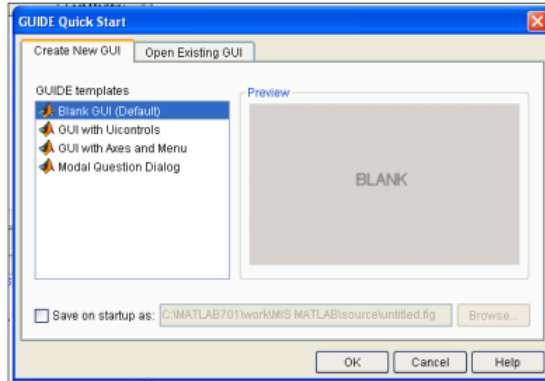 GUIDE Quick Start
Create New GUI
Open Existing GUI
GUIDE templates
Blank GUI (Default)
GUI with Uicontrols
GUI with Axes and Menu
Modal Question Dialog
Preview
BLANK
Save on startup as:
C:\MATLAB701\work\MIS MATLAB\source\untitled.fig
Browse...
OK
Cancel
Help